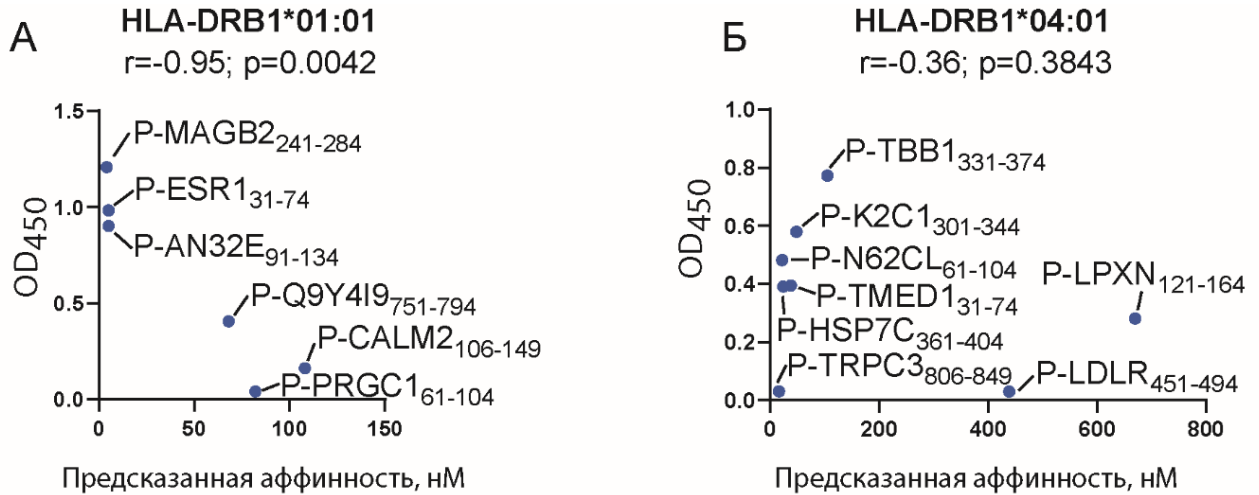 А
HLA-DRB1*01:01
r=-0.95; p=0.0042
OD450
1.5
1.0
0.5
0.0
P-MAGB2241-284
P-ESR131-74
P-AN32E91-134
P-Q9Y4I9751-794
P-CALM2106-149
P-PRGC161-104
0 50 100 150
Предсказанная аффинность, нМ
Б
HLA-DRB1*04:01
r=-0.36; p=0.3843
OD450
1.0
0.8
0.6
0.4
0.2
0.0
P-TBB1331-374
P-K2C1301-344
P-N62CL61-104
P-LPXN121-164
P-TMED131-74
P-HSP7C361-404
P-TRPC3806-849
P-LDLR451-494
0 200 400 600 800
Предсказанная аффинность, нМ